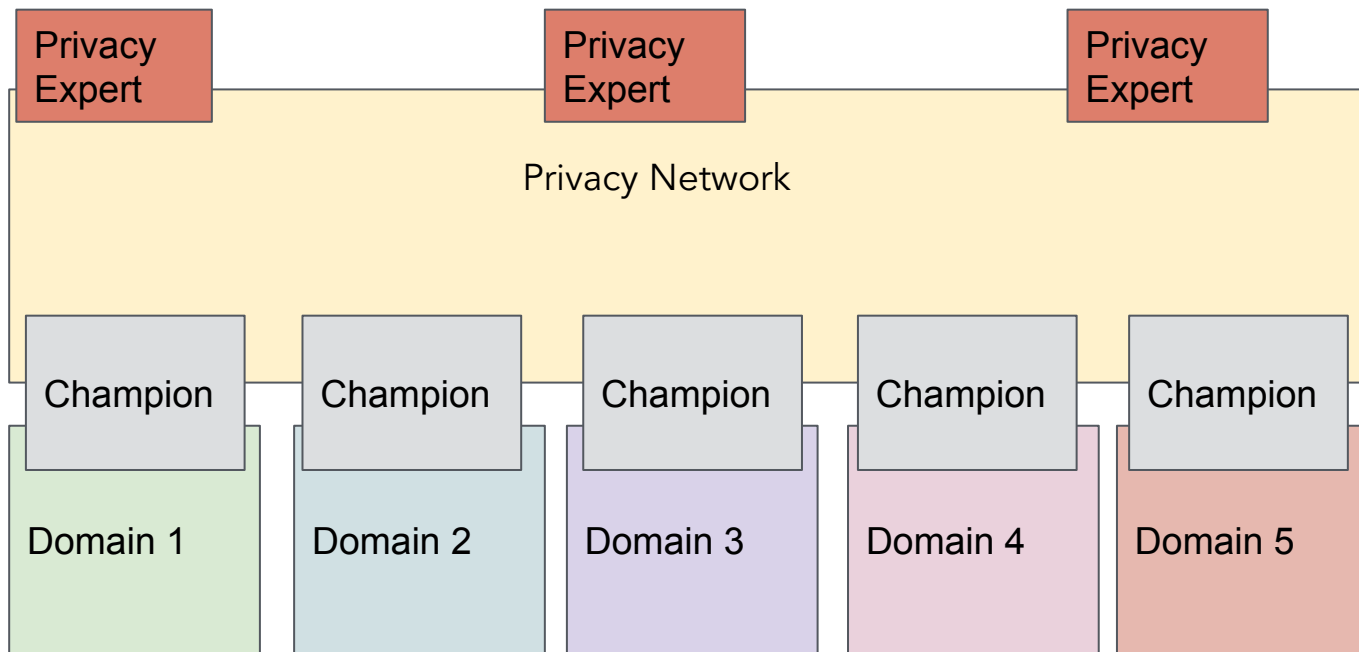 Privacy
Expert
Privacy
Expert
Privacy
Expert
Privacy Network
Champion
Champion
Champion
Champion
Champion
Domain 1
Domain 2
Domain 3
Domain 4
Domain 5